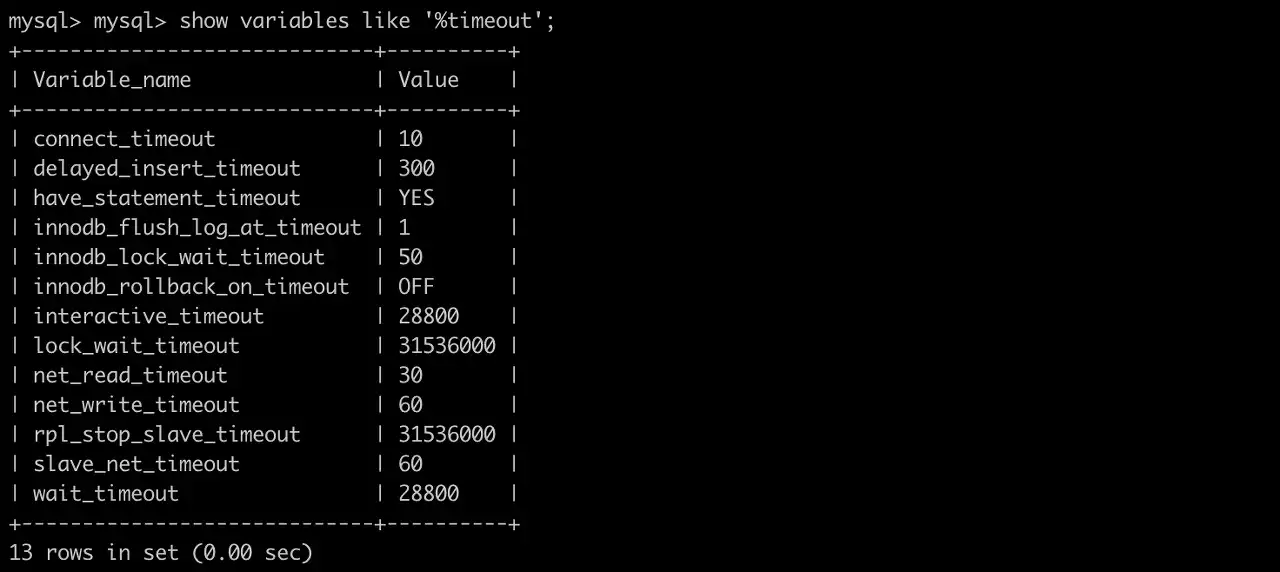 mysql> mysql> show variables like '%timeout';
+-----------------------------+----------+
| Variable_name               | Value    |
+-----------------------------+----------+
| connect_timeout             | 10       |
| delayed_insert_timeout      | 300      |
| have_statement_timeout      | YES      |
| innodb_flush_log_at_timeout | 1        |
| innodb_lock_wait_timeout    | 50       |
| innodb_rollback_on_timeout  | OFF      |
| interactive_timeout         | 28800    |
| lock_wait_timeout           | 31536000 |
| net_read_timeout            | 30       |
| net_write_timeout           | 60       |
| rpl_stop_slave_timeout      | 31536000 |
| slave_net_timeout           | 60       |
| wait_timeout                | 28800    |
+-----------------------------+----------+
13 rows in set (0.00 sec)